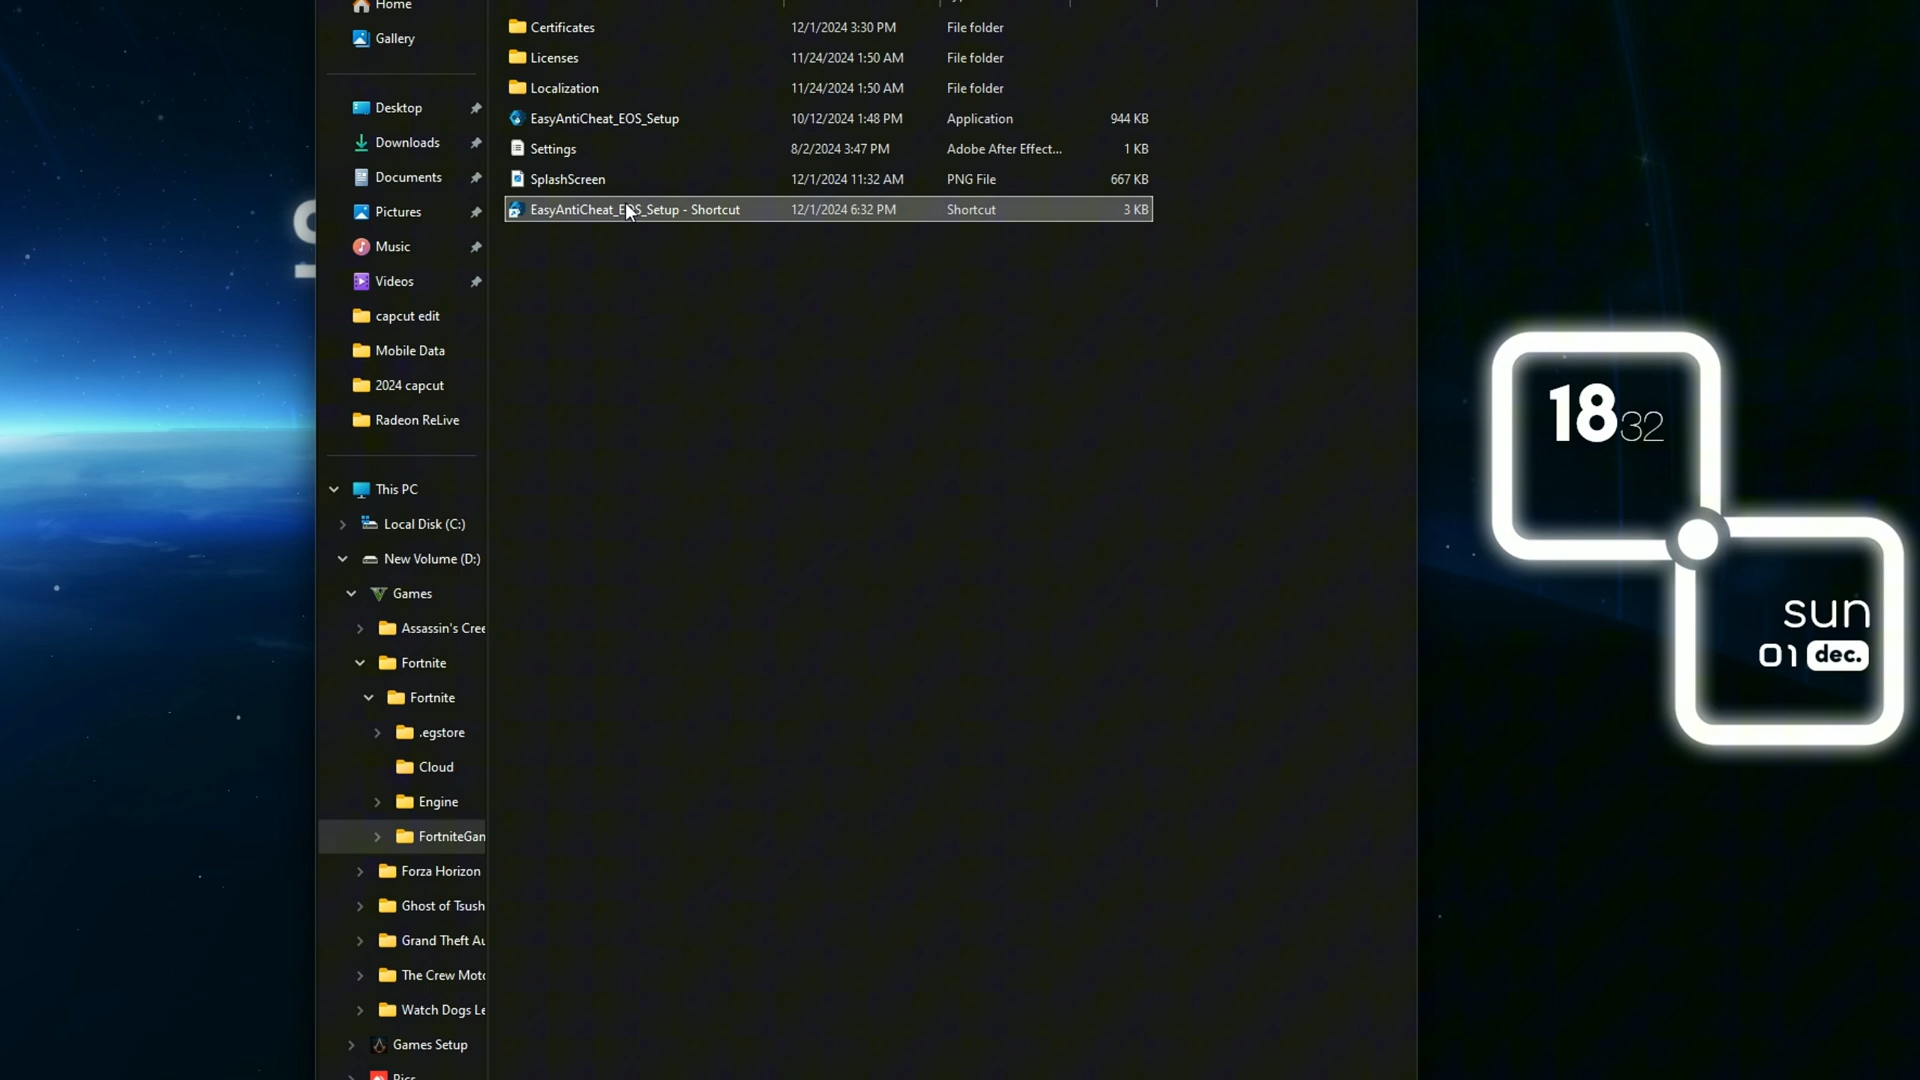 Home
Gallery
Desktop
Downloads
Documents
Pictures
Music
Videos
capcut edit
Mobile Data
2024 capcut
Radeon ReLive
This PC
Local Disk (C:)
New Volume (D:)
Games
Assassin's Cree
Fortnite
Fortnite
.egstore
Cloud
Engine
FortniteGan
Forza Horizon
Ghost of Tsush
Grand Theft Au
The Crew Moto
Watch Dogs Le
Games Setup
Pics
Certificates 12/1/2024 3:30 PM File folder
Licenses 11/24/2024 1:50 AM File folder
Localization 11/24/2024 1:50 AM File folder
EasyAntiCheat_EOS_Setup 10/12/2024 1:48 PM Application 944 KB
Settings 8/2/2024 3:47 PM Adobe After Effect... 1 KB
SplashScreen 12/1/2024 11:32 AM PNG File 667 KB
EasyAntiCheat_EOS_Setup - Shortcut 12/1/2024 6:32 PM Shortcut 3 KB
18 32
sun
01 dec.